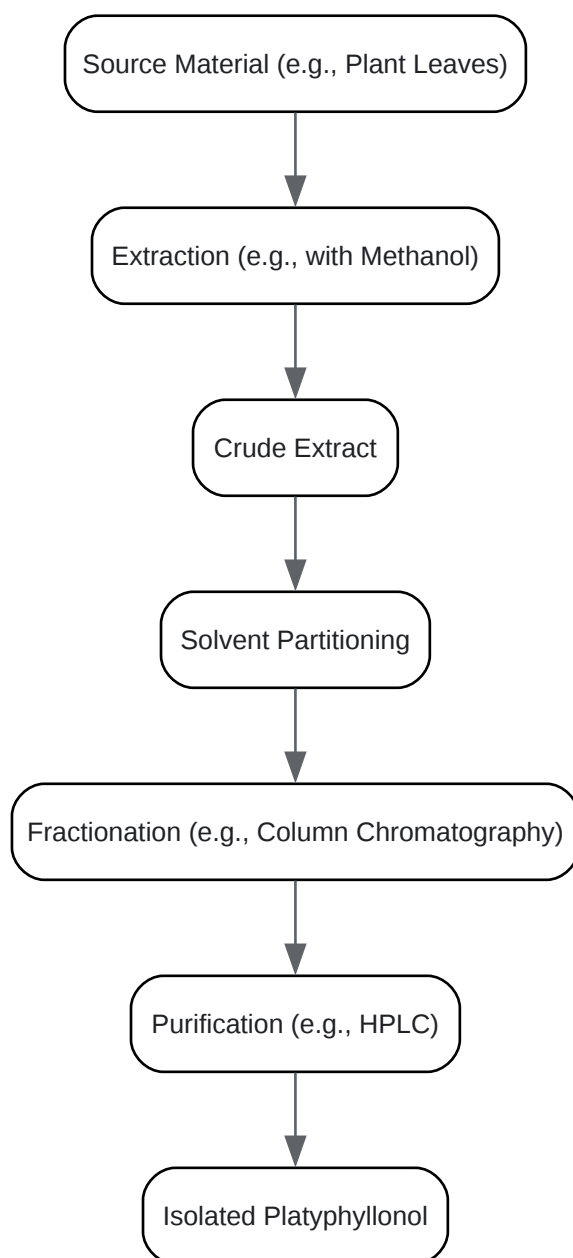 Source Material (e.g., Plant Leaves)
Extraction (e.g., with Methanol)
Crude Extract
Solvent Partitioning
Fractionation (e.g., Column Chromatography)
Purification (e.g., HPLC)
Isolated Platyphyllonol